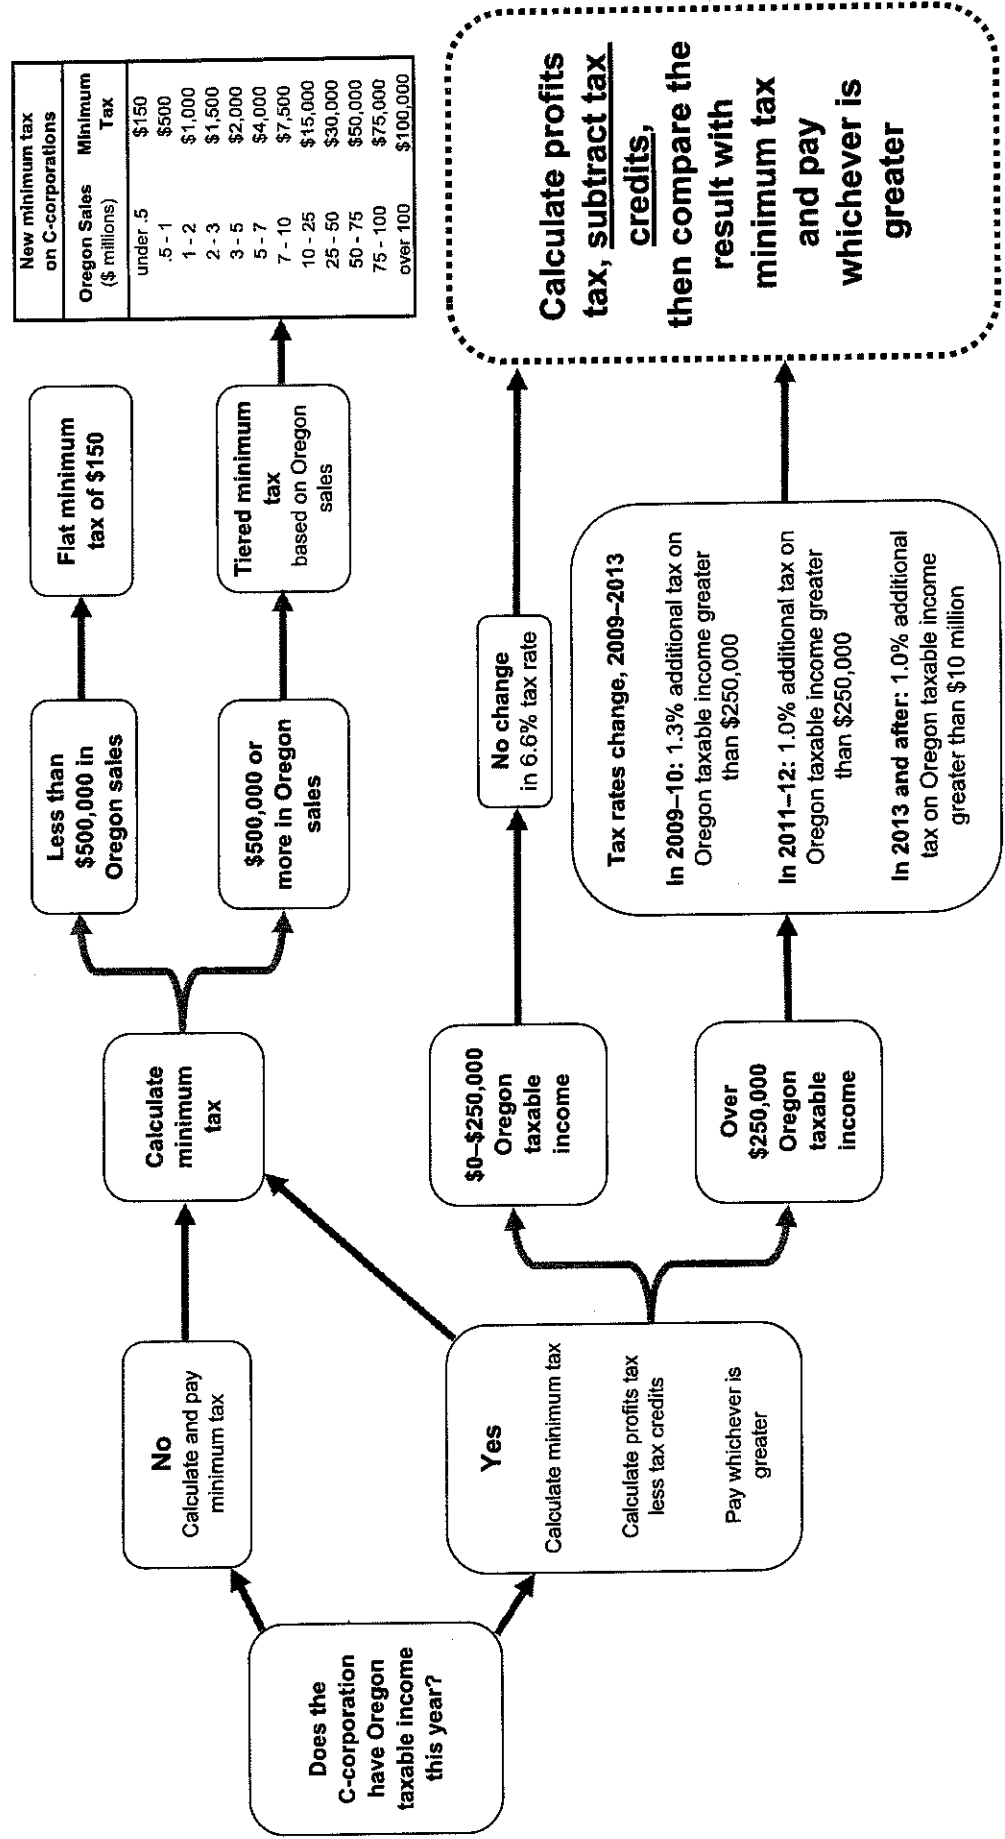 Does the
C-corporation
have Oregon
taxable income
this year?
No
Calculate and pay
minimum tax
Yes
Calculate minimum tax
Calculate profits tax
less tax credits
Pay whichever is
greater
Calculate
minimum
tax
Less than
$500,000 in
Oregon sales
Flat minimum
tax of $150
$500,000 or
more in Oregon
sales
Tiered minimum
tax
based on Oregon
sales
New minimum tax
on C-corporations
Oregon Sales Minimum
($ millions) Tax
under .5 $150
.5 - 1 $500
1 - 2 $1,000
2 - 3 $1,500
3 - 5 $2,000
5 - 7 $4,000
7 - 10 $7,500
10 - 25 $15,000
25 - 50 $30,000
50 - 75 $50,000
75 - 100 $75,000
over 100 $100,000
$0–$250,000
Oregon
taxable
income
No change
in 6.6% tax rate
Over
$250,000
Oregon
taxable
income
Tax rates change, 2009–2013
In 2009–10: 1.3% additional tax on
Oregon taxable income greater
than $250,000
In 2011–12: 1.0% additional tax on
Oregon taxable income greater
than $250,000
In 2013 and after: 1.0% additional
tax on Oregon taxable income
greater than $10 million
Calculate profits
tax, subtract tax
credits,
then compare the
result with
minimum tax
and pay
whichever is
greater